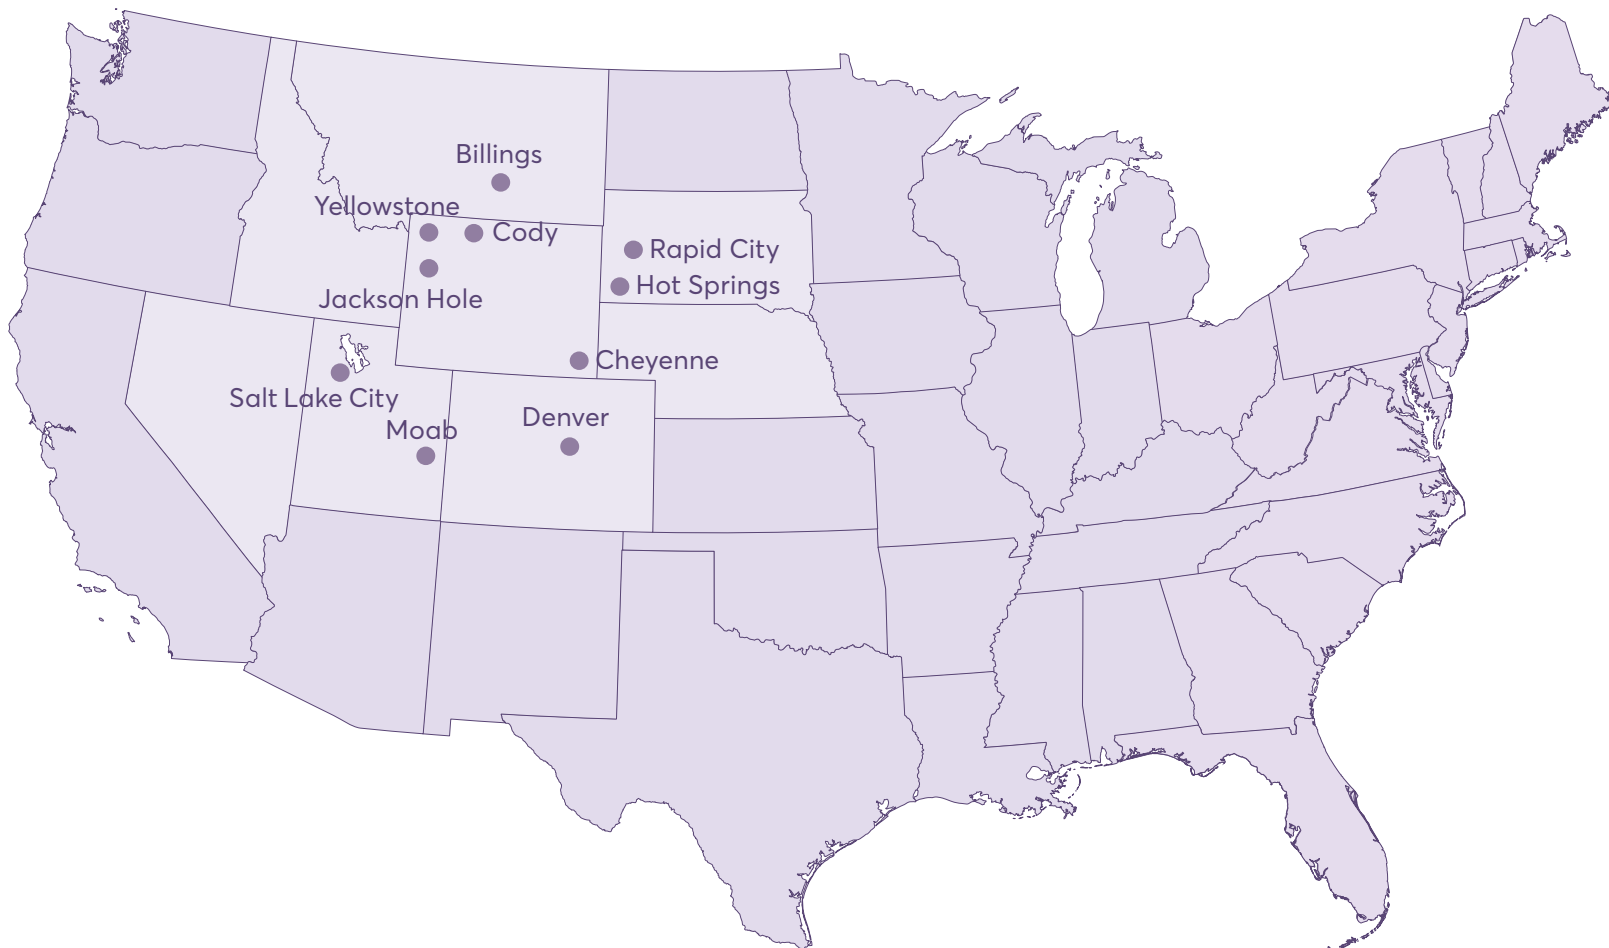 Billings
Yellowstone
Cody
Rapid City
Hot Springs
Jackson Hole
Cheyenne
Salt Lake City
Moab
Denver